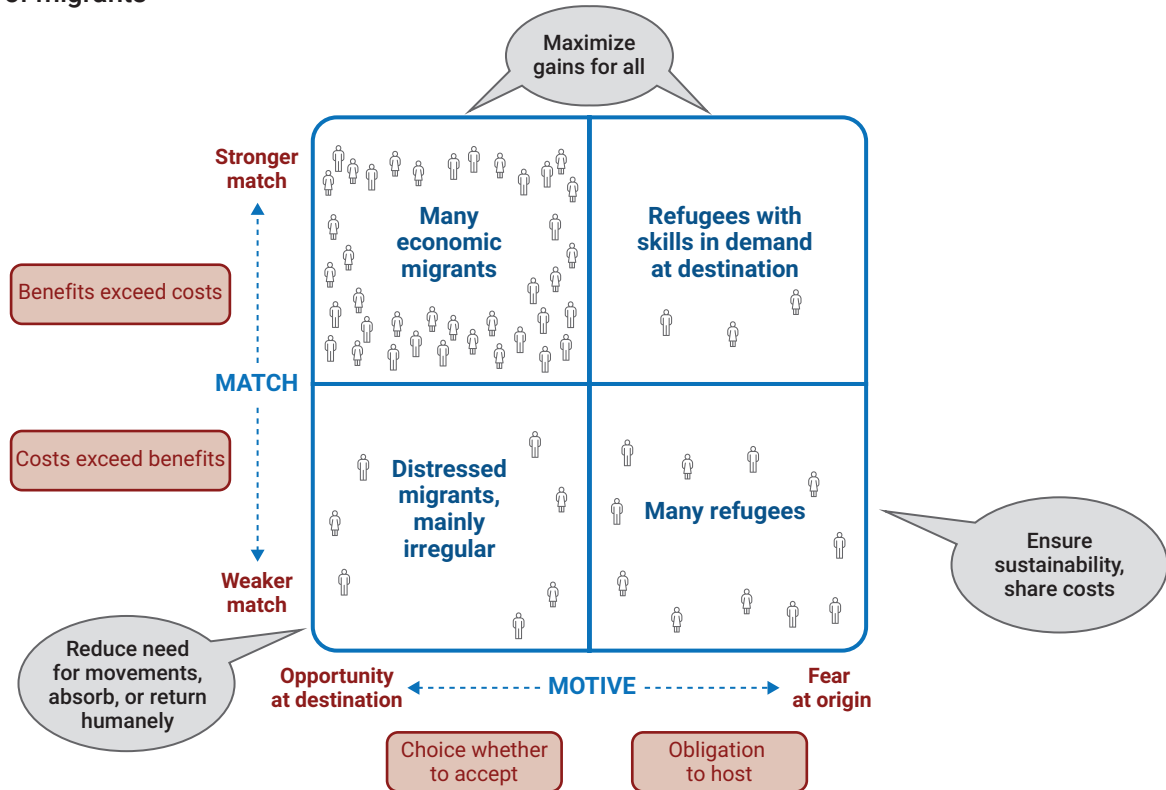 of migrants
Maximize
gains for all
Stronger
match
Many
economic
migrants
Refugees with
skills in demand
at destination
Benefits exceed costs
MATCH
Costs exceed benefits
Distressed
migrants,
mainly
irregular
Many refugees
Ensure
sustainability,
share costs
Weaker
match
Reduce need
for movements,
absorb, or return
humanely
Opportunity
at destination
MOTIVE
Fear
at origin
Choice whether
to accept
Obligation
to host